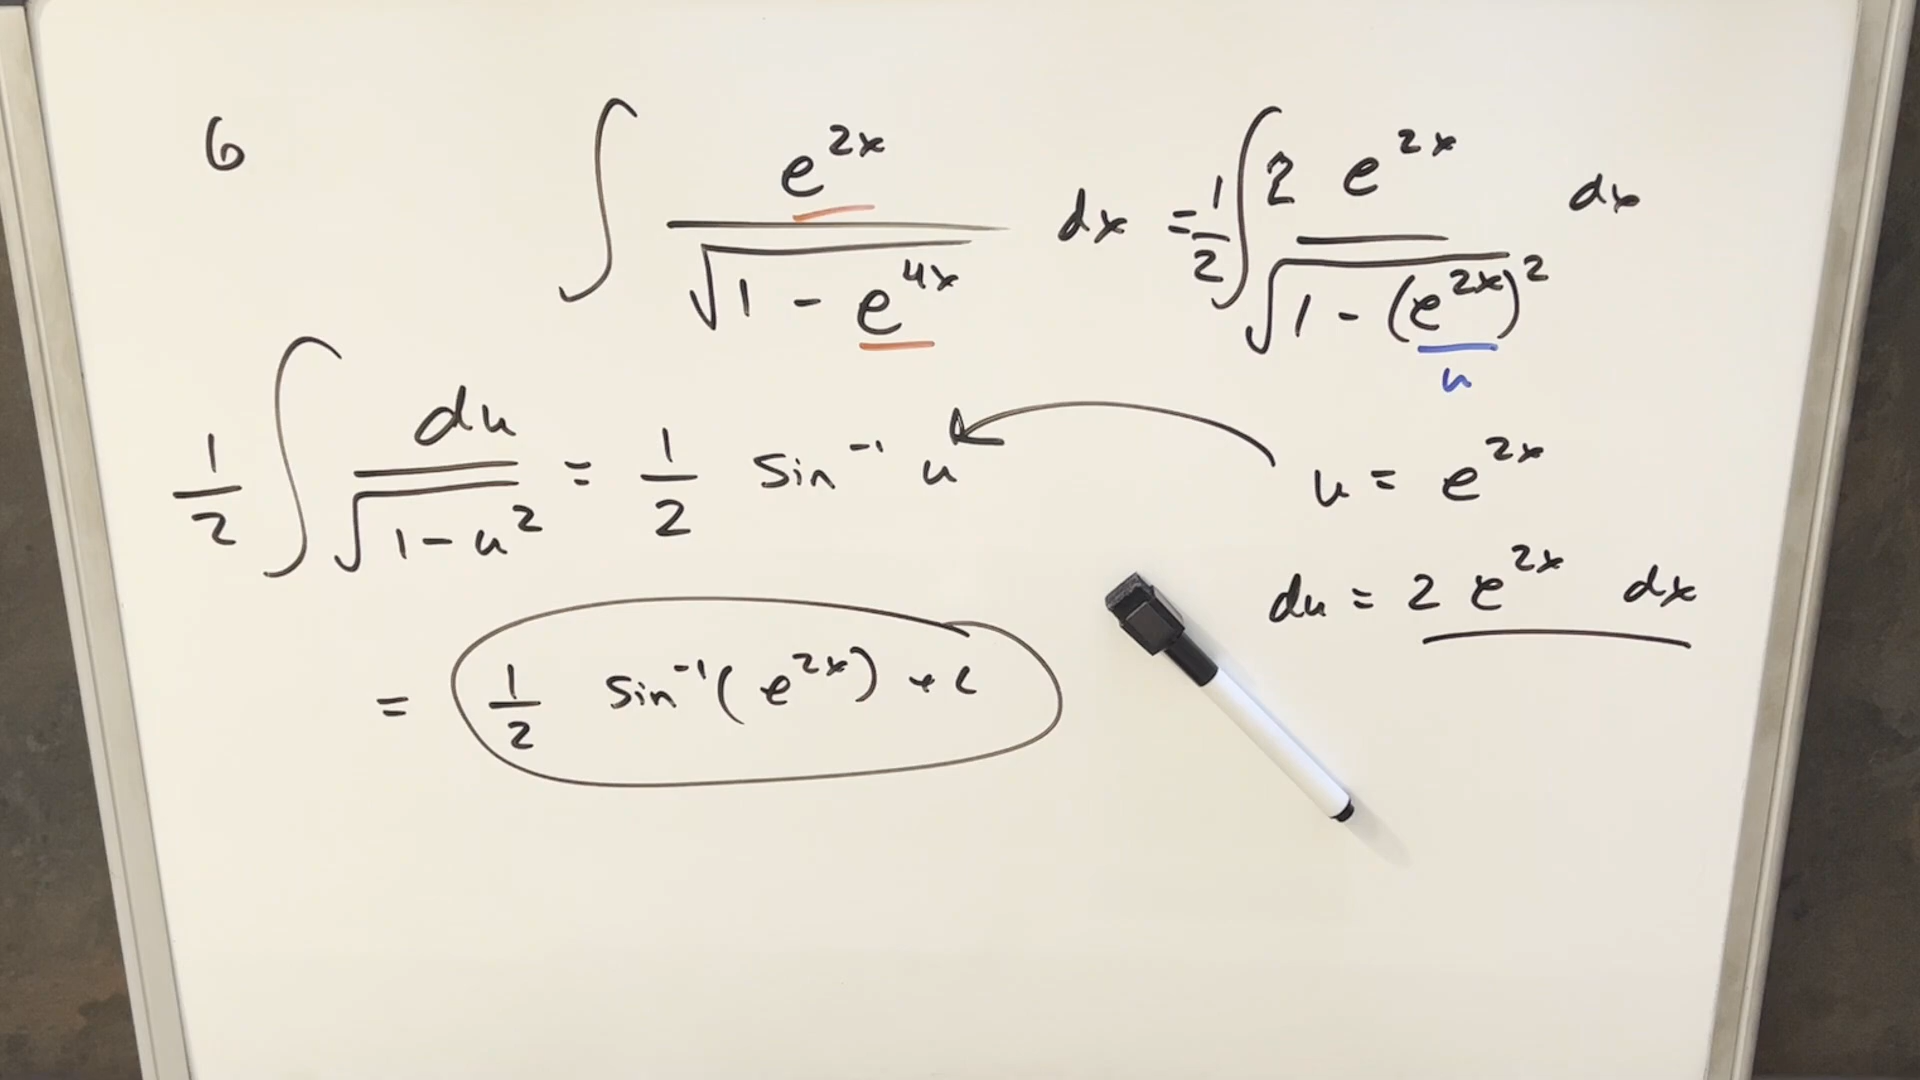 6 ∫ e^{2x} / √(1 - e^{4x}) dx = 1/2 ∫ 2 e^{2x} / √(1 - (e^{2x})^2) dx
u
1/2 ∫ du / √(1 - u^2) = 1/2 sin^{-1} u
u = e^{2x}
du = 2 e^{2x} dx
= 1/2 sin^{-1}(e^{2x}) + c